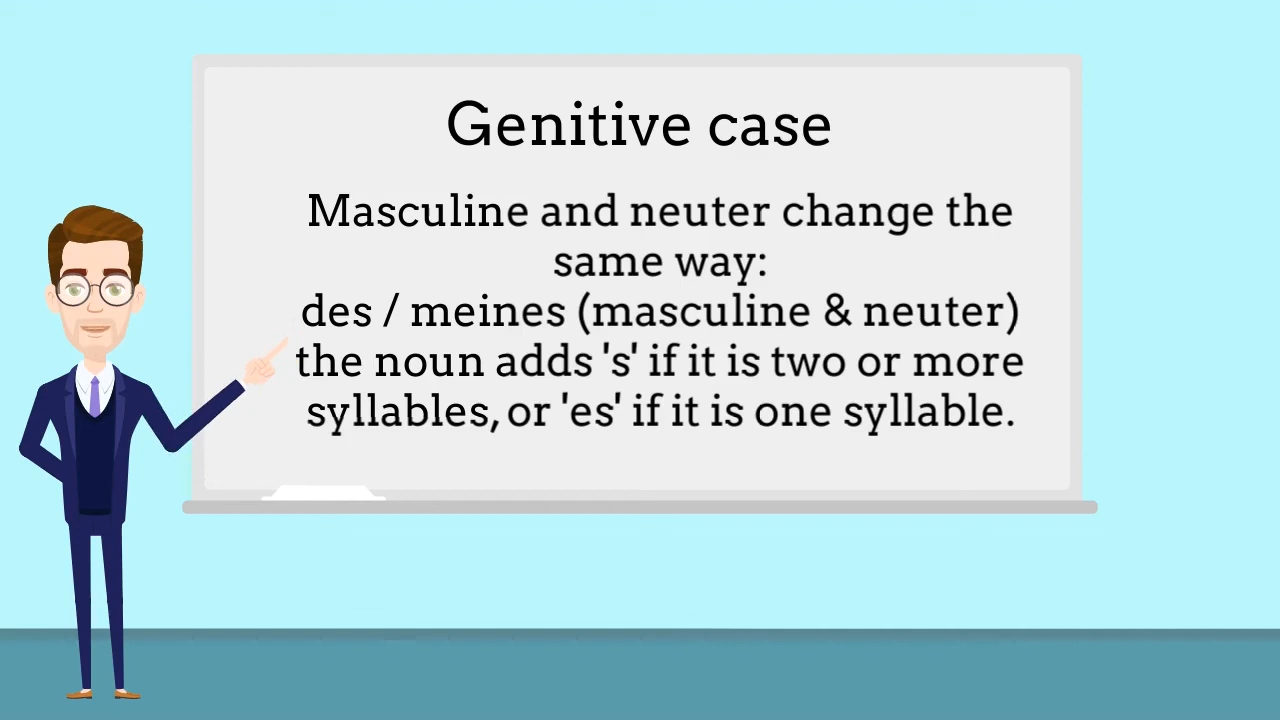 Genitive case
Masculine and neuter change the
same way:
des / meines (masculine & neuter)
the noun adds 's' if it is two or more
syllables, or 'es' if it is one syllable.